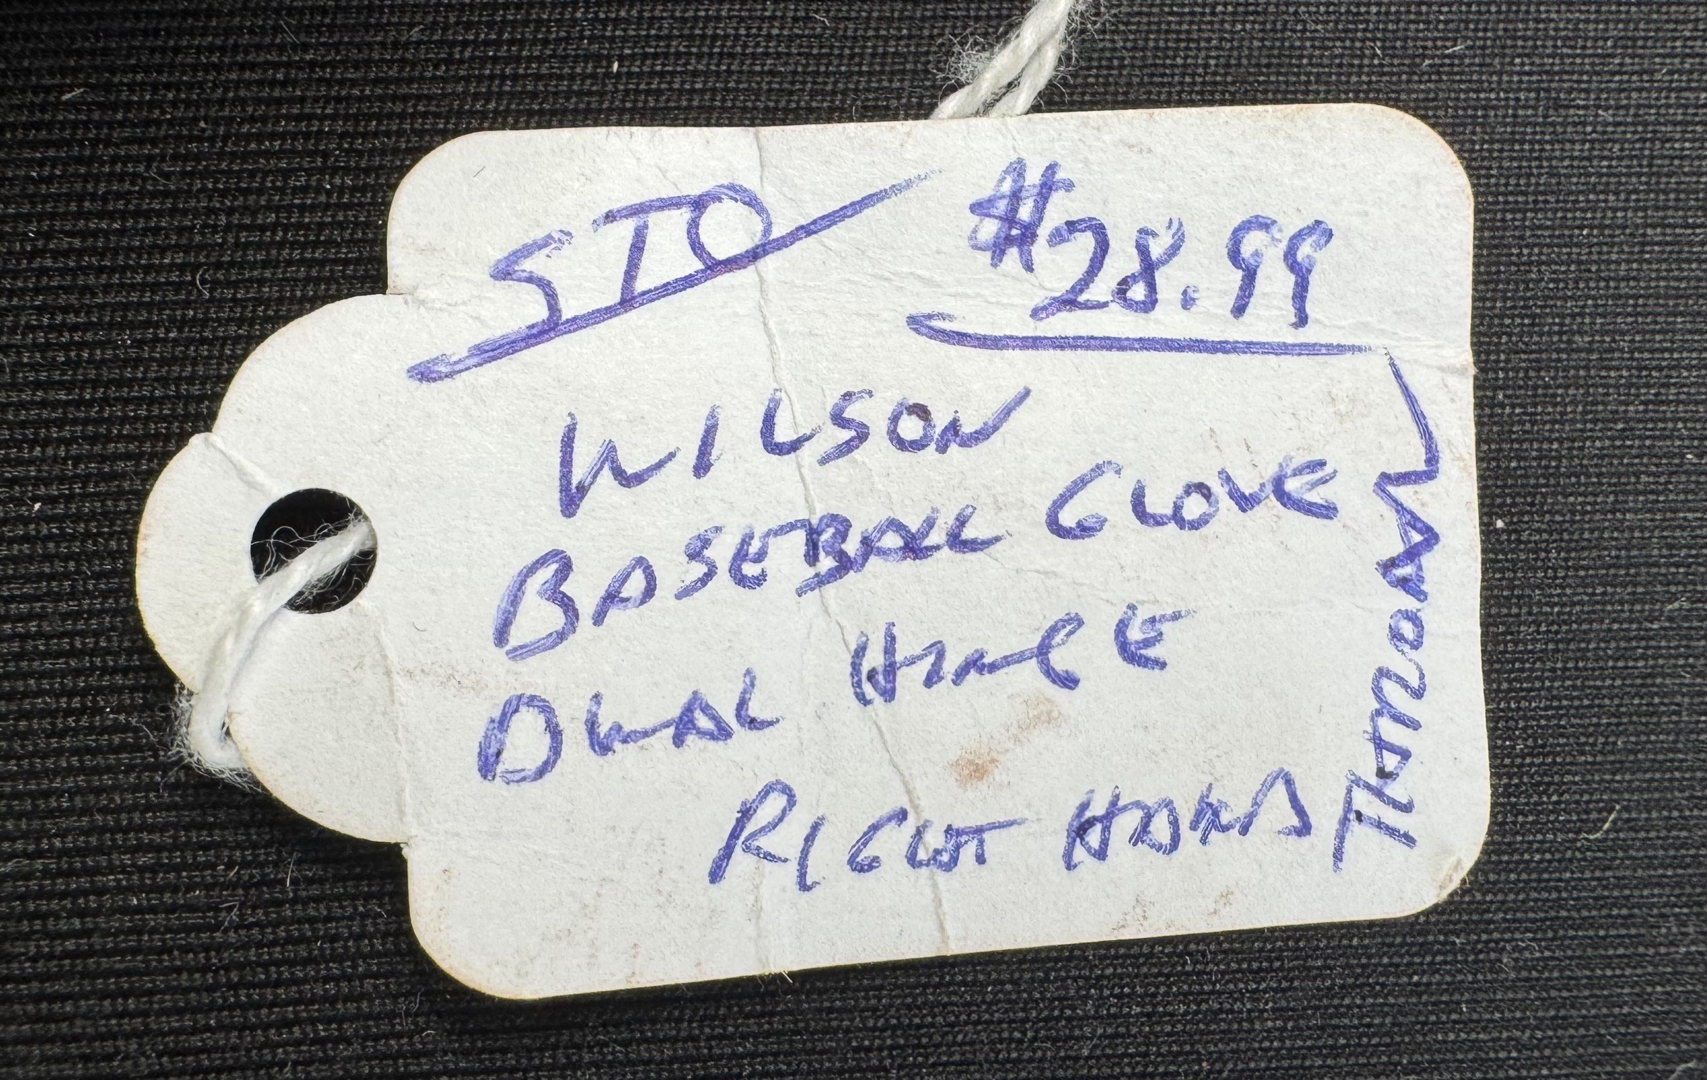 STO $28.99
WILSON
BASEBALL GLOVE
DUAL HINGE
RIGHT HAND